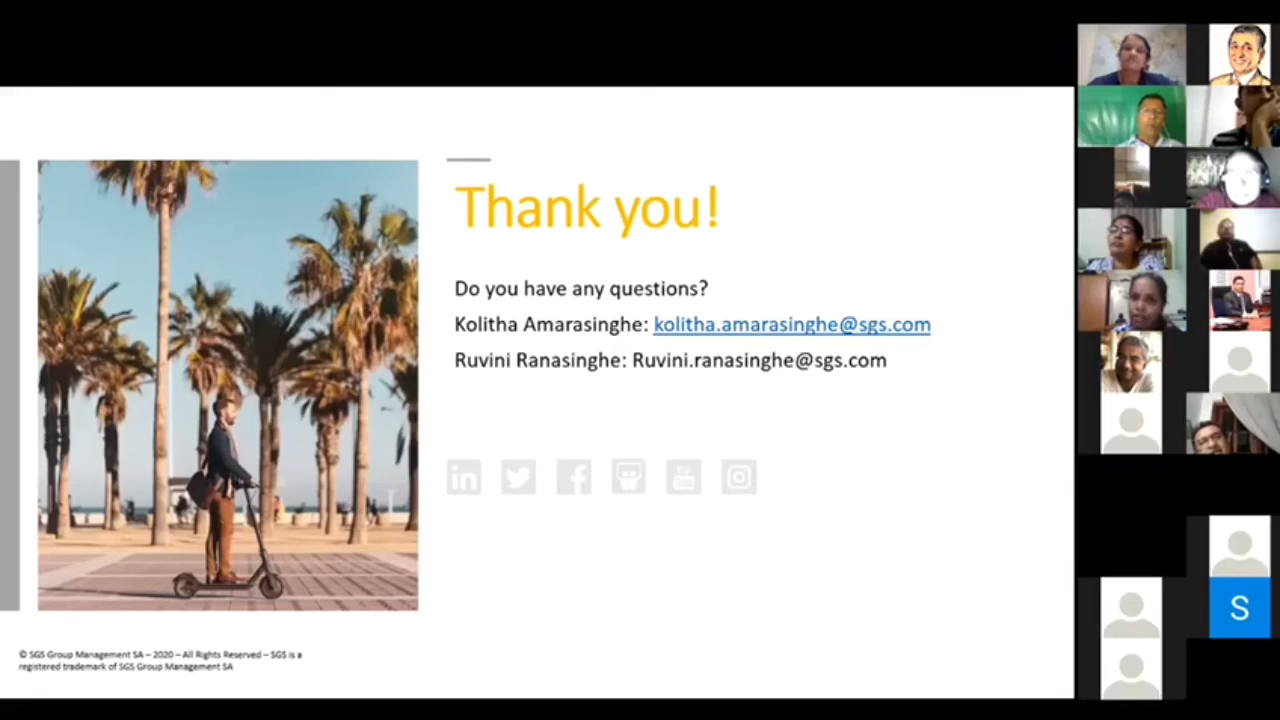 Thank you!
Do you have any questions?
Kolitha Amarasinghe: kolitha.amarasinghe@sgs.com
Ruvini Ranasinghe: Ruvini.ranasinghe@sgs.com
© SGS Group Management SA – 2020 – All Rights Reserved – SGS is a
registered trademark of SGS Group Management SA
S